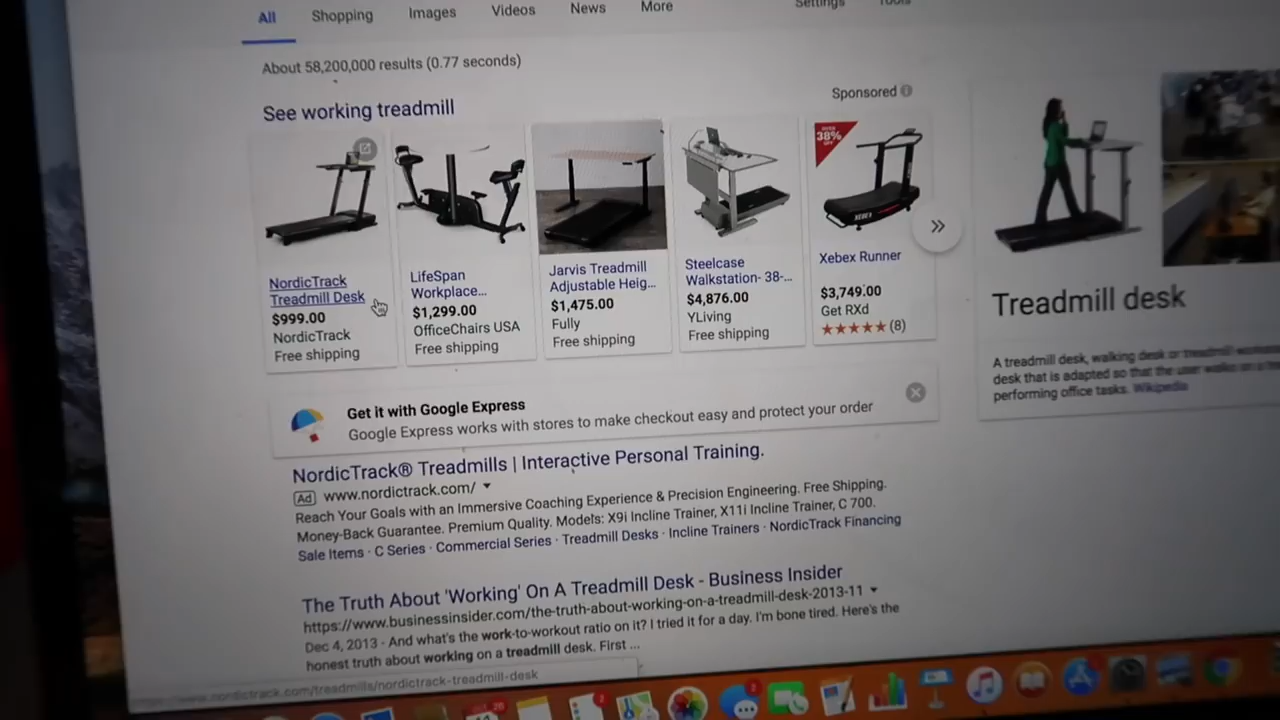 All Shopping Images Videos News More Settings Tools
About 58,200,000 results (0.77 seconds)
See working treadmill
Sponsored
NordicTrack
Treadmill Desk
$999.00
NordicTrack
Free shipping
LifeSpan
Workplace...
$1,299.00
OfficeChairs USA
Free shipping
Jarvis Treadmill
Adjustable Heig...
$1,475.00
Fully
Free shipping
Steelcase
Walkstation- 38-...
$4,876.00
YLiving
Free shipping
38%
XEBEX
Xebex Runner
$3,749.00
Get RXd
(8)
Treadmill desk
A treadmill desk, walking desk or treadmill
desk that is adapted so that the user walks on a
performing office tasks. Wikipedia
Get it with Google Express
Google Express works with stores to make checkout easy and protect your order
NordicTrack® Treadmills | Interactive Personal Training.
Ad www.nordictrack.com/
Reach Your Goals with an Immersive Coaching Experience & Precision Engineering. Free Shipping.
Money-Back Guarantee. Premium Quality. Models: X9i Incline Trainer, X11i Incline Trainer, C 700.
Sale Items · C Series · Commercial Series · Treadmill Desks · Incline Trainers · NordicTrack Financing
The Truth About 'Working' On A Treadmill Desk - Business Insider
https://www.businessinsider.com/the-truth-about-working-on-a-treadmill-desk-2013-11
Dec 4, 2013 - And what's the work-to-workout ratio on it? I tried it for a day. I'm bone tired. Here's the
honest truth about working on a treadmill desk. First ...
www.nordictrack.com/treadmills/nordictrack-treadmill-desk